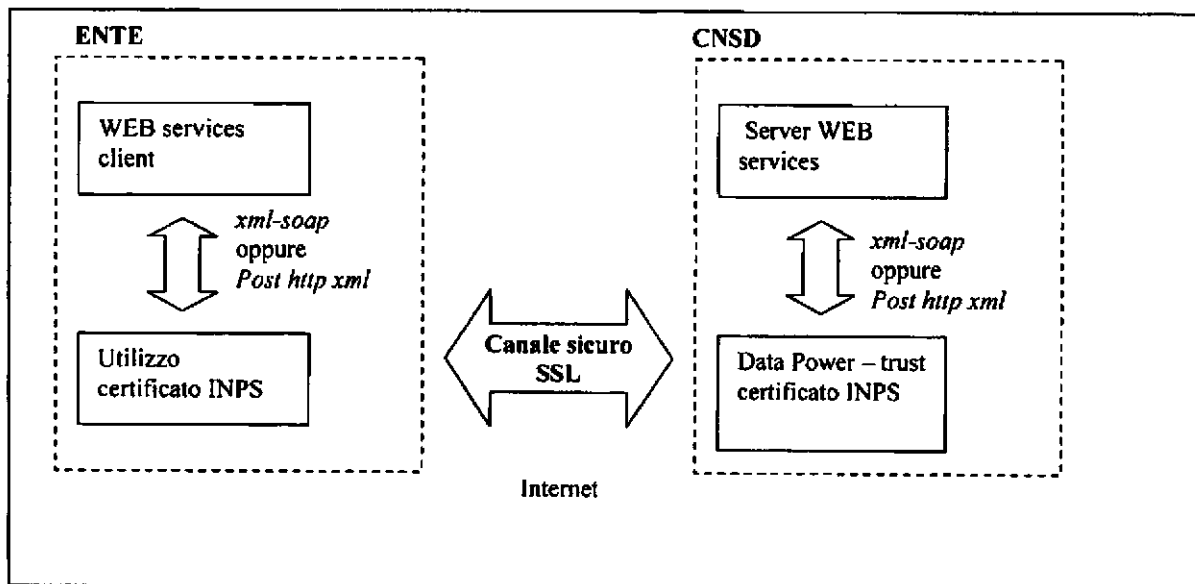 ENTE
WEB services
client
xml-soap
oppure
Post http xml
Utilizzo
certificato INPS
Canale sicuro
SSL
Internet
CNSD
Server WEB
services
xml-soap
oppure
Post http xml
Data Power – trust
certificato INPS